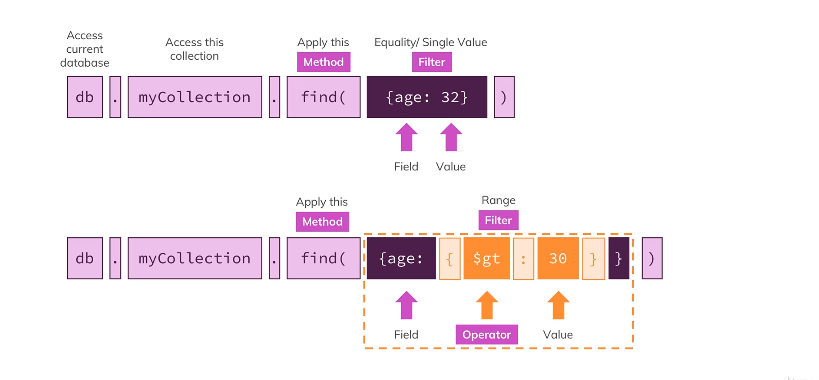 Access current database
Access this collection
Apply this
Method
Equality/ Single Value
Filter
db . myCollection . find( {age: 32} )
Field
Value
Apply this
Method
Range
Filter
db . myCollection . find( {age: { $gt : 30 } } )
Field
Operator
Value